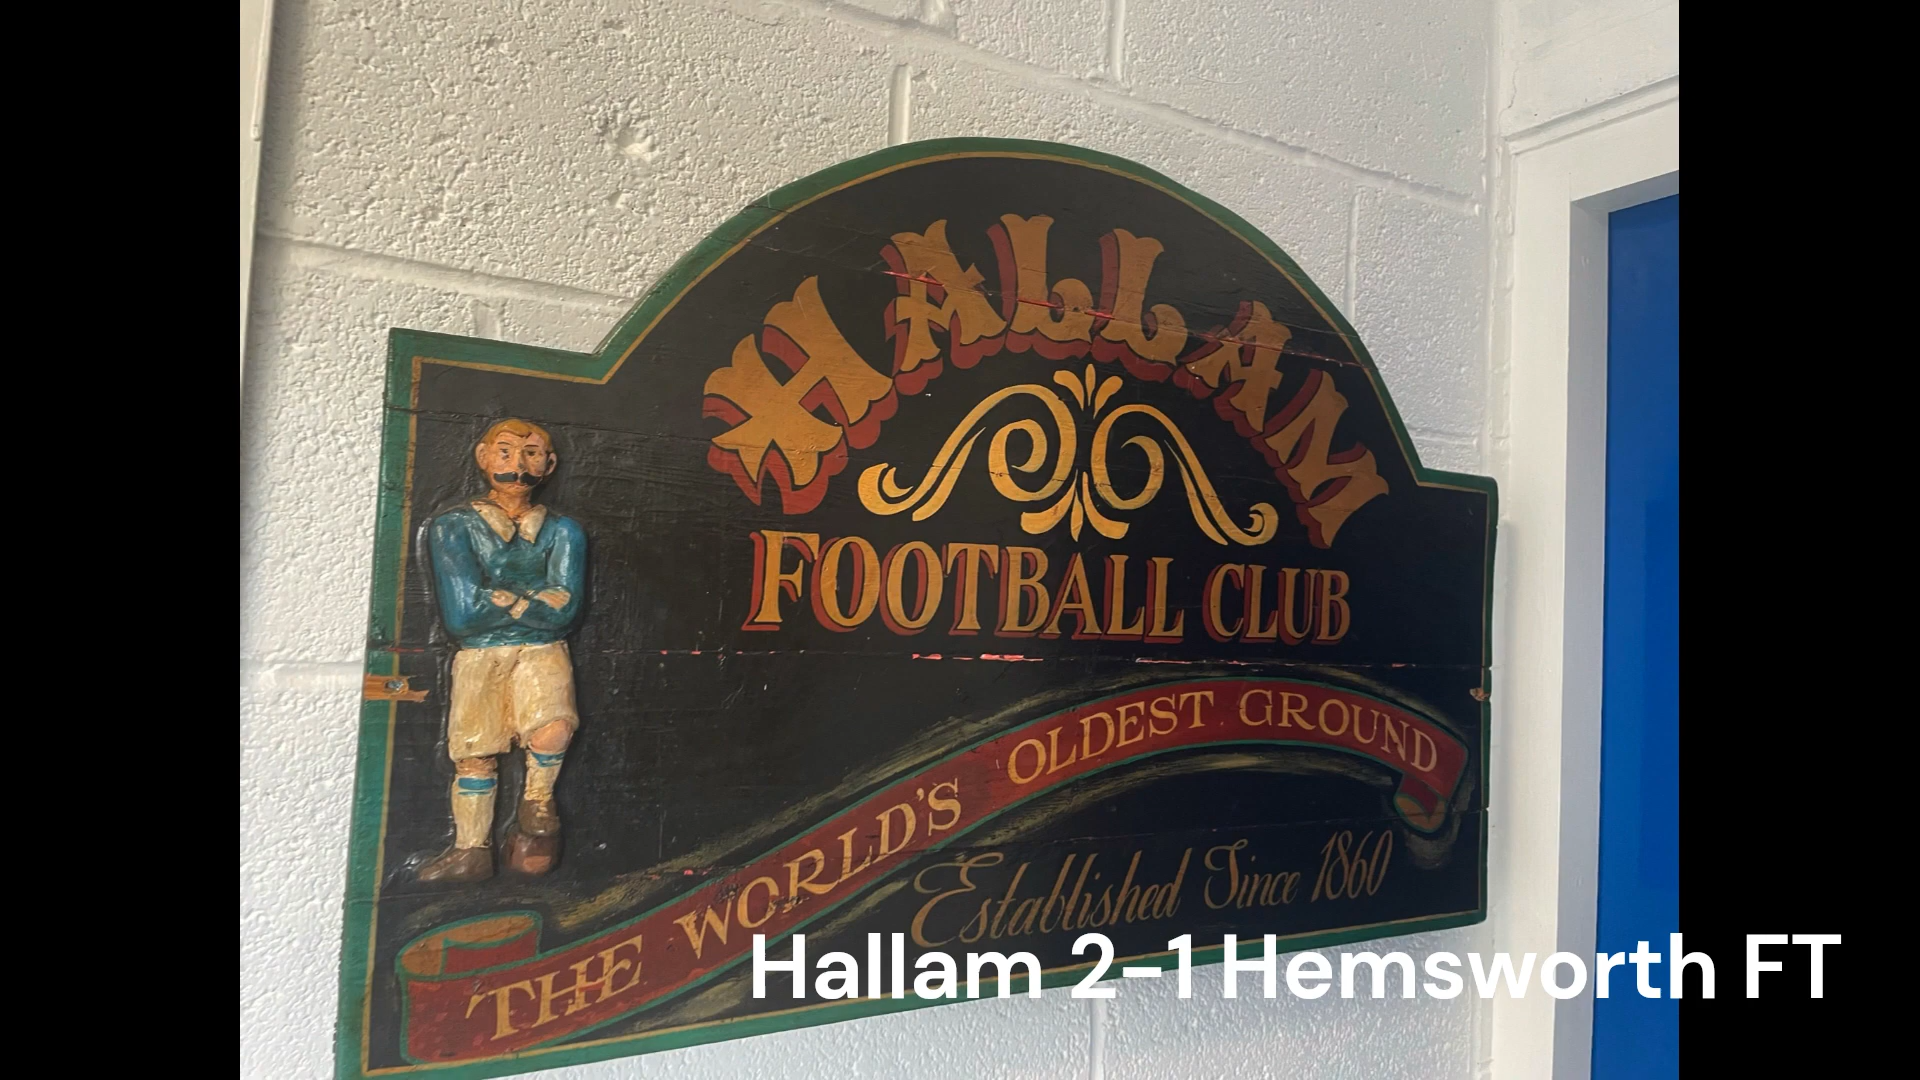 HALLAM
FOOTBALL CLUB
THE WORLD'S OLDEST GROUND
Established Since 1860
Hallam 2-1 Hemsworth FT